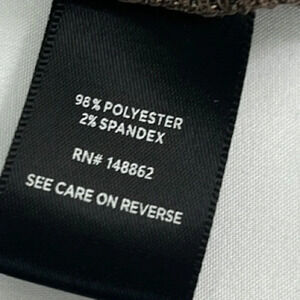 98% POLYESTER
2% SPANDEX
RN# 148862
SEE CARE ON REVERSE